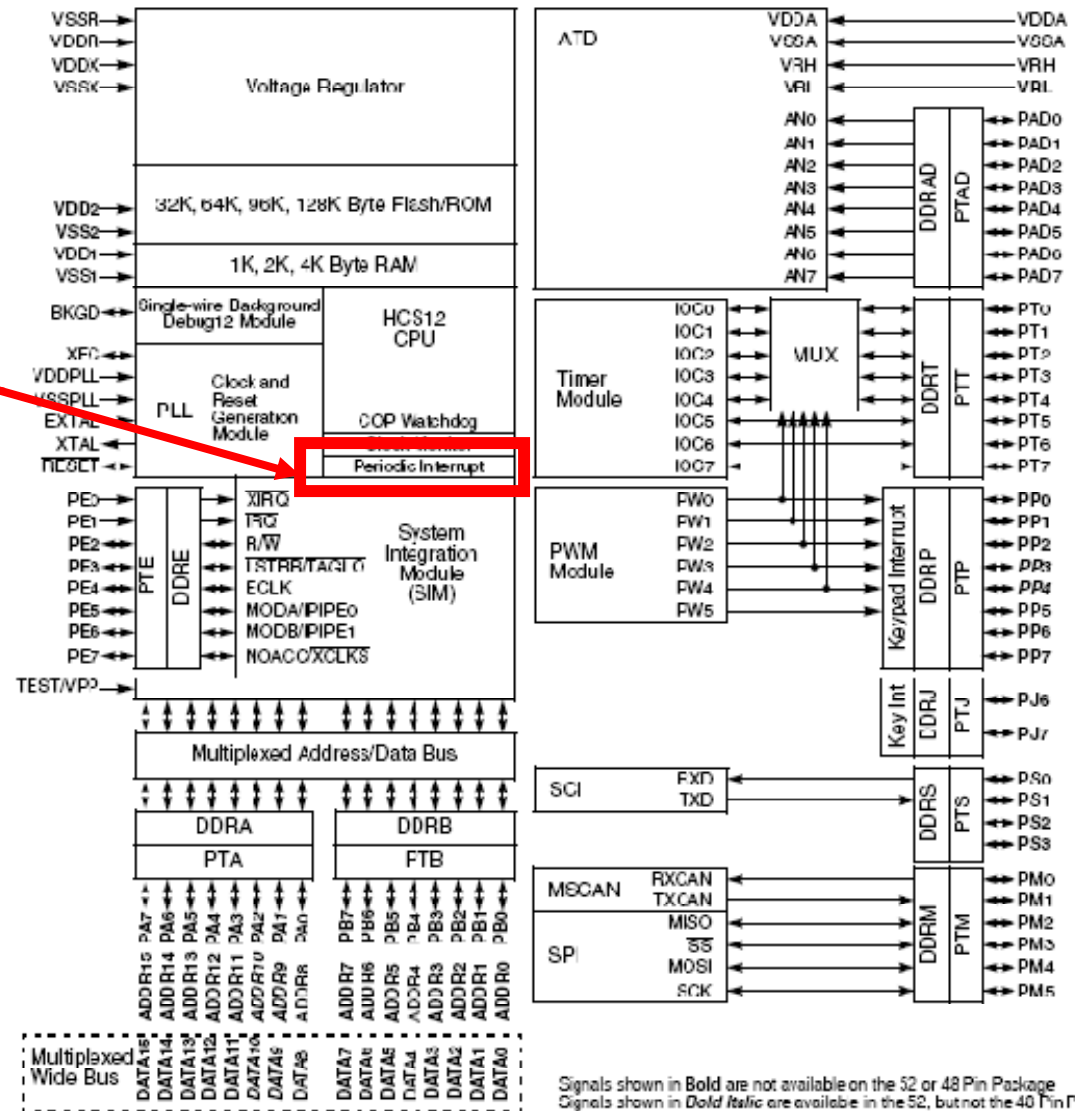 VSSR
VDDR
VDDX
VSSX
Voltage Regulator
VDD2
VSS2
32K, 64K, 96K, 128K Byte Flash/ROM
VDD1
VSS1
1K, 2K, 4K Byte RAM
BKGD
Single-wire Background
Debug12 Module
HCS12
CPU
XFC
VDDPLL
VSSPLL
EXTAL
XTAL
RESET
PLL
Clock and
Reset
Generation
Module
COP Watchdog
Periodic Interrupt
PE0
PE1
PE2
PE3
PE4
PE5
PE6
PE7
PTE
DDRE
XIRQ
IRQ
R/W
LSTRB/TAGLO
ECLK
MODA/IPIPE0
MODB/IPIPE1
NOACC/XCLKS
System
Integration
Module
(SIM)
TEST/VPP
Multiplexed Address/Data Bus
DDRA
DDRB
PTA
PTB
PA7 PA6 PA5 PA4 PA3 PA2 PA1 PA0
PB7 PB6 PB5 PB4 PB3 PB2 PB1 PB0
ADDR15 ADDR14 ADDR13 ADDR12 ADDR11 ADDR10 ADDR9 ADDR8
ADDR7 ADDR6 ADDR5 ADDR4 ADDR3 ADDR2 ADDR1 ADDR0
Multiplexed
Wide Bus
DATA15 DATA14 DATA13 DATA12 DATA11 DATA10 DATA9 DATA8
DATA7 DATA6 DATA5 DATA4 DATA3 DATA2 DATA1 DATA0
ATD
VDDA
VSSA
VRH
VRL
VDDA
VSSA
VRH
VRL
AN0
AN1
AN2
AN3
AN4
AN5
AN6
AN7
DDRAD
PTAD
PAD0
PAD1
PAD2
PAD3
PAD4
PAD5
PAD6
PAD7
Timer
Module
IOC0
IOC1
IOC2
IOC3
IOC4
IOC5
IOC6
IOC7
MUX
DDRT
PTT
PT0
PT1
PT2
PT3
PT4
PT5
PT6
PT7
PWM
Module
PW0
PW1
PW2
PW3
PW4
PW5
Keypad Interrupt
DDRP
PTP
PP0
PP1
PP2
PP3
PP4
PP5
PP6
PP7
Key Int
DDRJ
PTJ
PJ6
PJ7
SCI
RXD
TXD
DDRS
PTS
PS0
PS1
PS2
PS3
MSCAN
RXCAN
TXCAN
SPI
MISO
SS
MOSI
SCK
DDRM
PTM
PM0
PM1
PM2
PM3
PM4
PM5
Signals shown in Bold are not available on the 52 or 48 Pin Package
Signals shown in Bold Italic are available in the 52, but not the 48 Pin